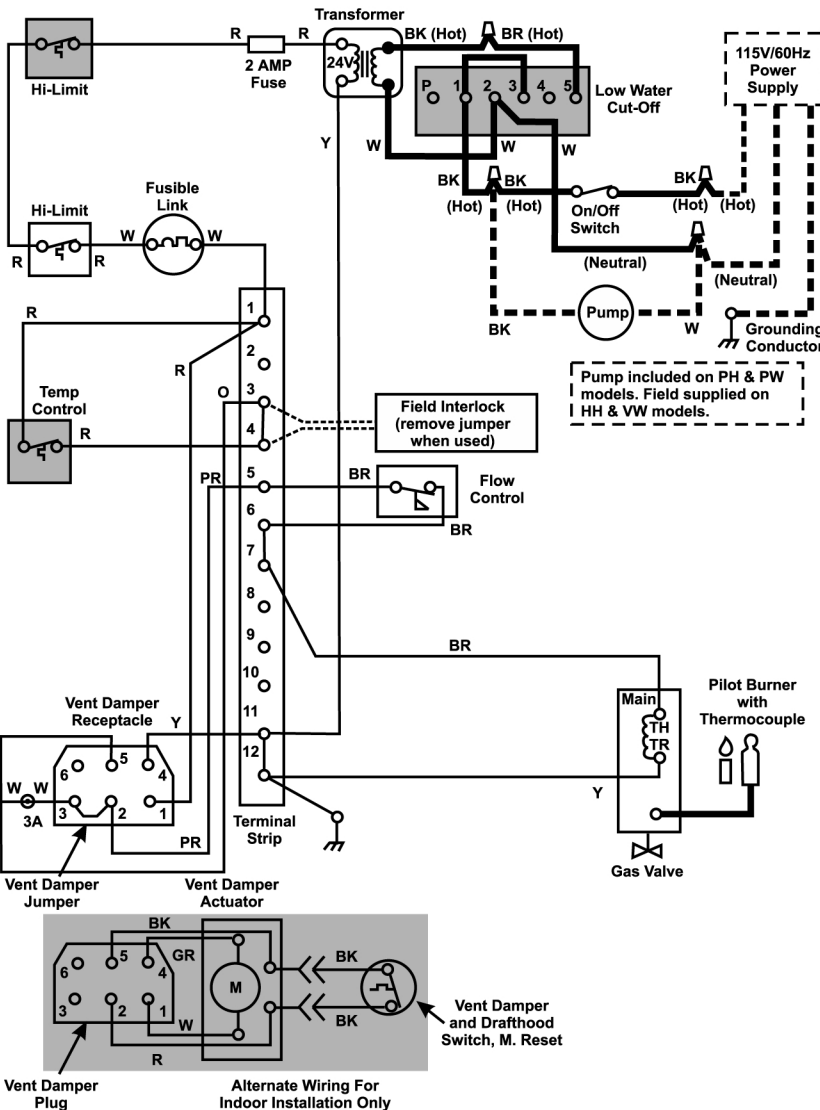 Transformer
R
R
BK (Hot)
BR (Hot)
2 AMP
Fuse
24V
Hi-Limit
P 1 2 3 4 5
Low Water
Cut-Off
115V/60Hz
Power
Supply
Y
W
W
W
BK
BK
BK
(Hot)
(Hot)
(Hot)
(Hot)
On/Off
Switch
Hi-Limit
Fusible
Link
R
R
W
W
(Neutral)
(Neutral)
Pump
BK
W
Grounding
Conductor
Pump included on PH & PW
models. Field supplied on
HH & VW models.
1
2
3
4
5
6
7
8
9
10
11
12
R
R
O
Temp
Control
R
Field Interlock
(remove jumper
when used)
PR
BR
Flow
Control
BR
BR
Vent Damper
Receptacle
Y
Main
TH
TR
Pilot Burner
with
Thermocouple
6
5
4
W W
3A
3
2
1
PR
Y
Terminal
Strip
Gas Valve
Vent Damper
Jumper
Vent Damper
Actuator
BK
6
5
4
GR
M
BK
3
2
1
W
BK
R
Vent Damper
and Drafthood
Switch, M. Reset
Vent Damper
Plug
Alternate Wiring For
Indoor Installation Only